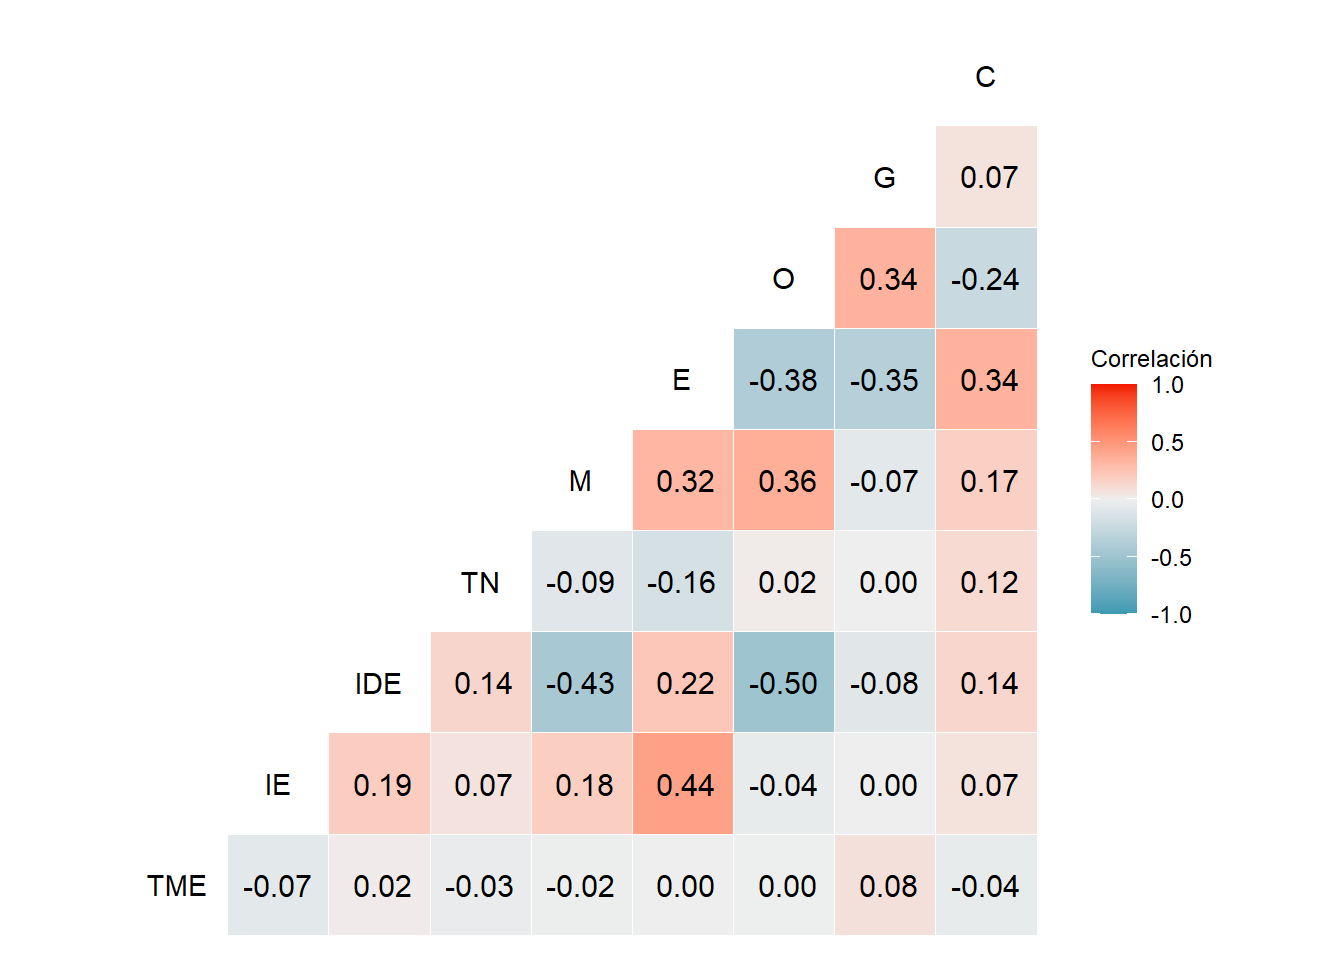 C
G 0.07
O 0.34 -0.24
E -0.38 -0.35 0.34
M 0.32 0.36 -0.07 0.17
TN -0.09 -0.16 0.02 0.00 0.12
IDE 0.14 -0.43 0.22 -0.50 -0.08 0.14
IE 0.19 0.07 0.18 0.44 -0.04 0.00 0.07
TME -0.07 0.02 -0.03 -0.02 0.00 0.00 0.08 -0.04
Correlación
1.0
0.5
0.0
-0.5
-1.0